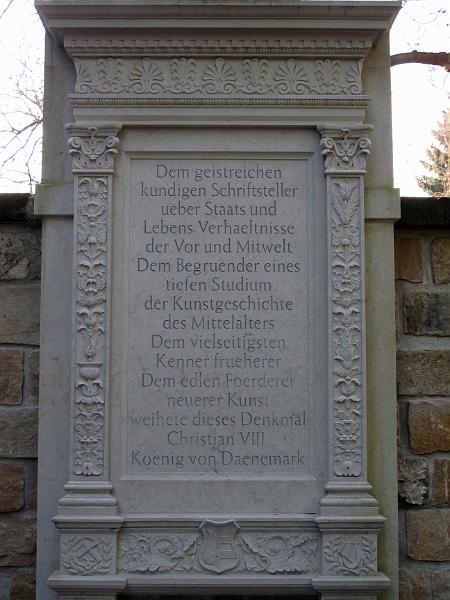 Dem geistreichen
kundigen Schriftsteller
ueber Staats und
Lebens Verhaeltnisse
der Vor und Mitwelt
Dem Begruender eines
tiefen Studium
der Kunstgeschichte
des Mittelalters
Dem vielseitigsten
Kenner frueherer
Dem edlen Foerderer
neuerer Kunst
weihete dieses Denkmal
Christian VIII
Koenig von Daenemark